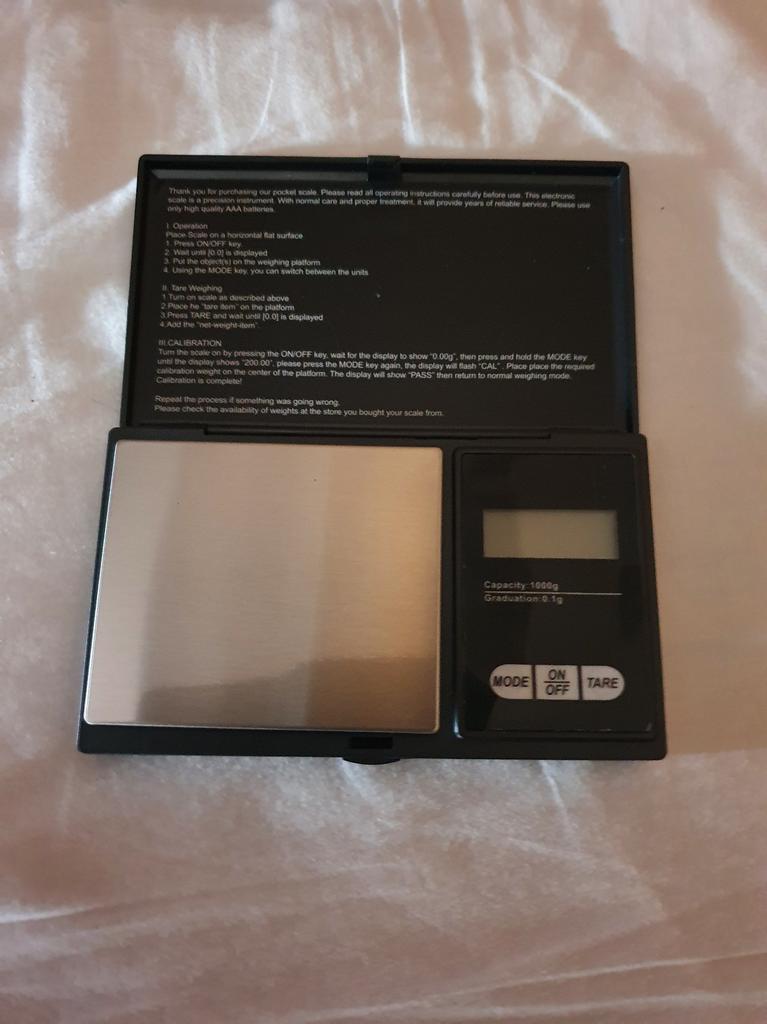 Thank you for purchasing our pocket scale. Please read all operating instructions carefully before use. This electronic
scale is a precision instrument. With normal care and proper treatment, it will provide years of reliable service. Please use
only high quality AAA batteries.
I. Operation
Place Scale on a horizontal flat surface
1. Press ON/OFF key
2. Wait until [0.0] is displayed
3. Put the object(s) on the weighing platform
4. Using the MODE key, you can switch between the units
II. Tare Weighing
1.Turn on scale as described above
2.Place he "tare item" on the platform
3.Press TARE and wait until [0.0] is displayed
4.Add the "net-weight-item".
III.CALIBRATION
Turn the scale on by pressing the ON/OFF key, wait for the display to show "0.00g", then press and hold the MODE key
until the display shows "200.00", please press the MODE key again, the display will flash "CAL" . Place place the required
calibration weight on the center of the platform. The display will show "PASS" then return to normal weighing mode.
Calibration is complete!
Repeat the process if something was going wrong.
Please check the availability of weights at the store you bought your scale from.
Capacity:1000g
Graduation:0.1g
MODE ON OFF TARE